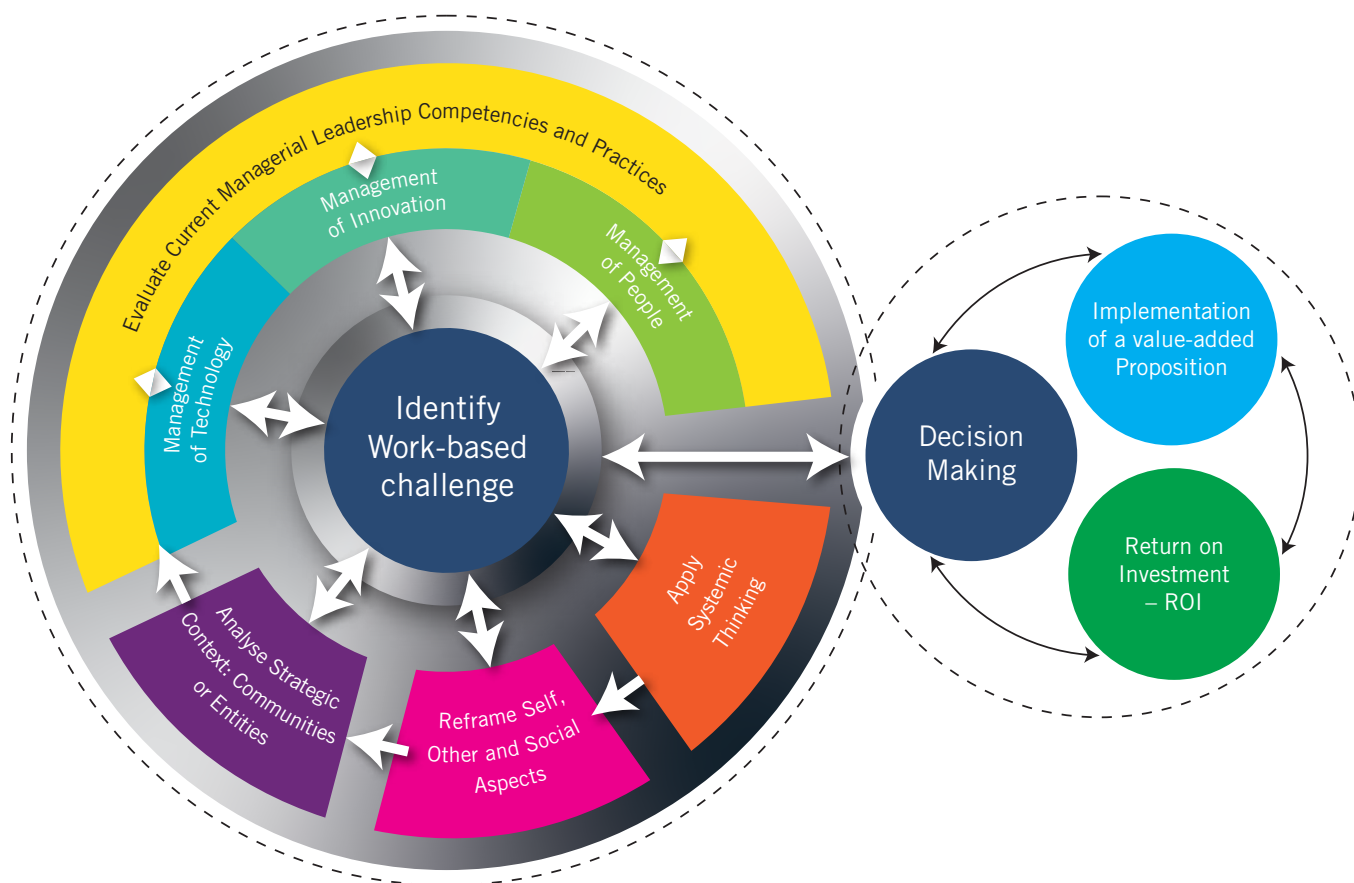 Evaluate Current Managerial Leadership Competencies and Practices
Management
of Innovation
Management
of People
Management
of Technology
Identify
Work-based
challenge
Apply
Systemic
Thinking
Reframe Self,
Other and Social
Aspects
Analyse Strategic
Context: Communities
or Entities
Decision
Making
Implementation
of a value-added
Proposition
Return on
Investment
– ROI